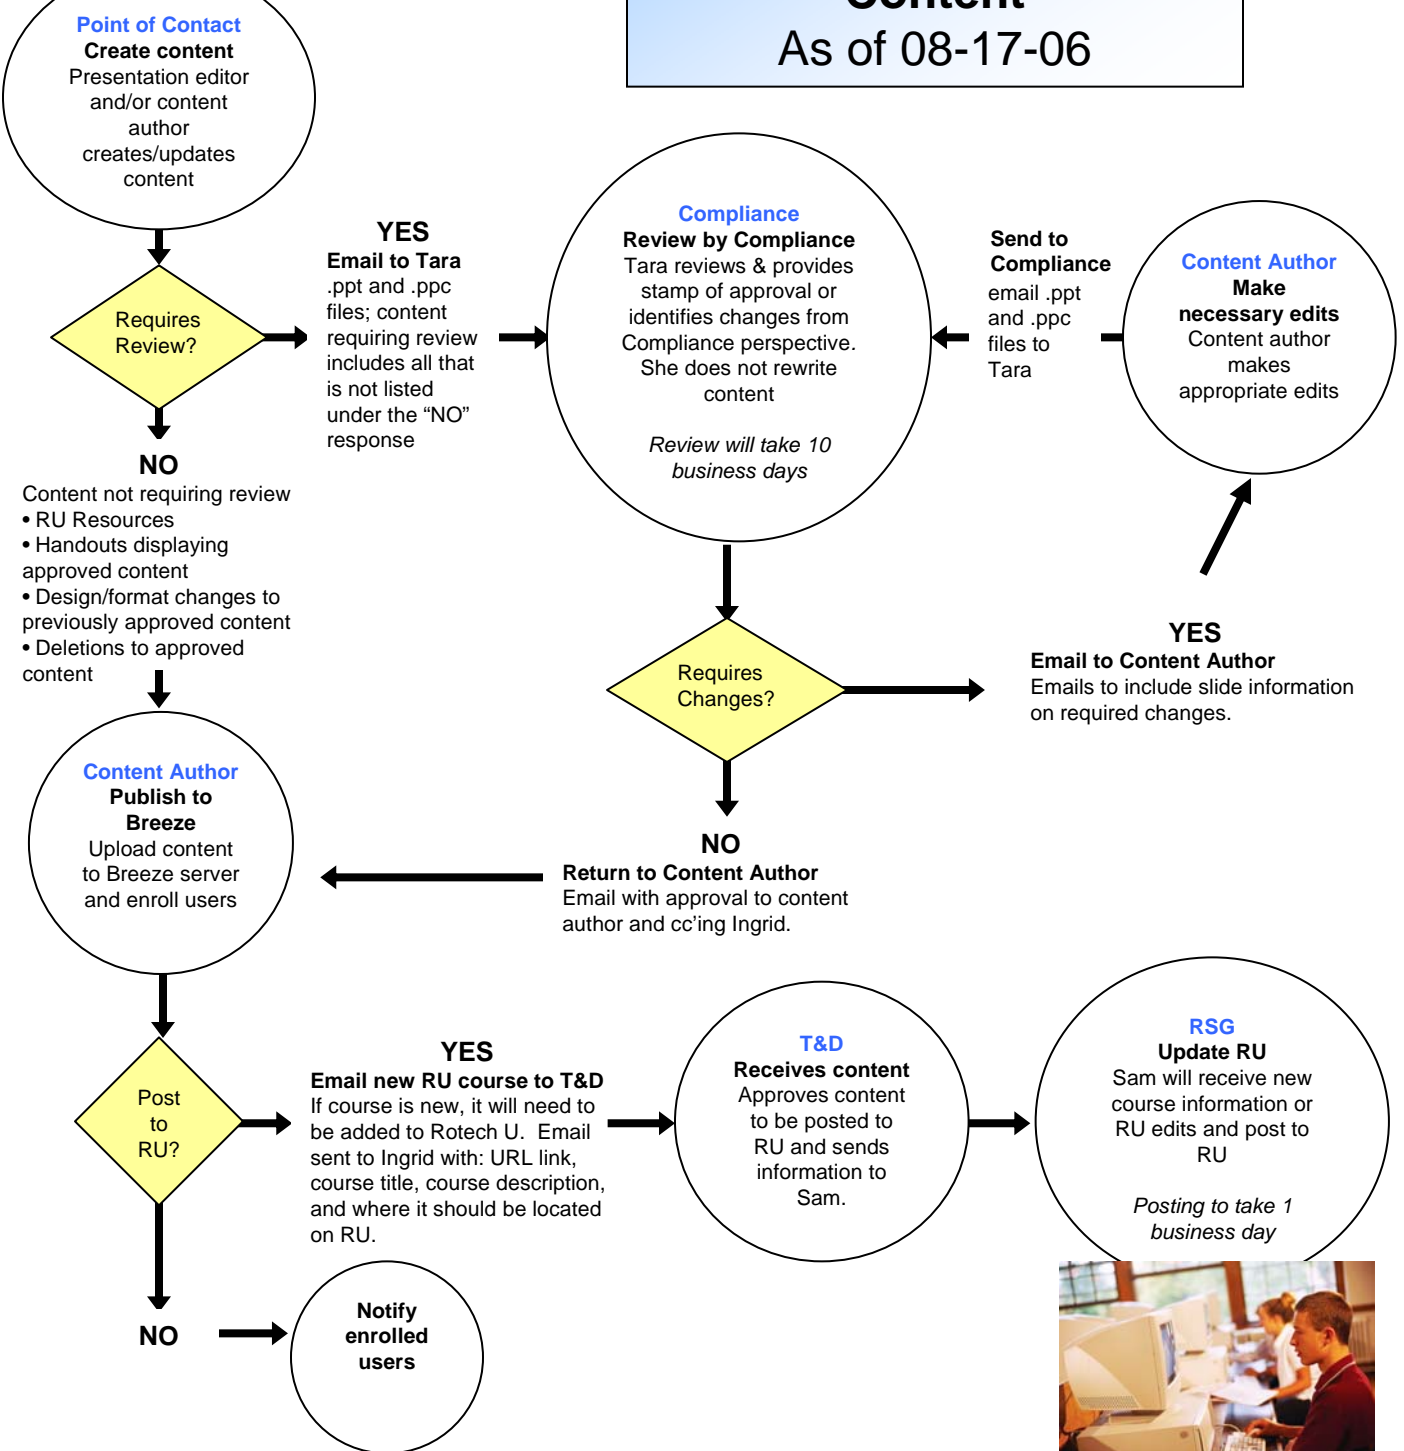 Content
As of 08-17-06
Point of Contact
Create content
Presentation editor
and/or content
author
creates/updates
content
Requires
Review?
YES
Email to Tara
.ppt and .ppc
files; content
requiring review
includes all that
is not listed
under the “NO”
response
Compliance
Review by Compliance
Tara reviews & provides
stamp of approval or
identifies changes from
Compliance perspective.
She does not rewrite
content
Review will take 10
business days
Send to
Compliance
email .ppt
and .ppc
files to
Tara
Content Author
Make
necessary edits
Content author
makes
appropriate edits
NO
Content not requiring review
• RU Resources
• Handouts displaying
approved content
• Design/format changes to
previously approved content
• Deletions to approved
content
Requires
Changes?
YES
Email to Content Author
Emails to include slide information
on required changes.
Content Author
Publish to
Breeze
Upload content
to Breeze server
and enroll users
NO
Return to Content Author
Email with approval to content
author and cc’ing Ingrid.
Post
to
RU?
YES
Email new RU course to T&D
If course is new, it will need to
be added to Rotech U.  Email
sent to Ingrid with: URL link,
course title, course description,
and where it should be located
on RU.
T&D
Receives content
Approves content
to be posted to
RU and sends
information to
Sam.
RSG
Update RU
Sam will receive new
course information or
RU edits and post to
RU
Posting to take 1
business day
NO
Notify
enrolled
users